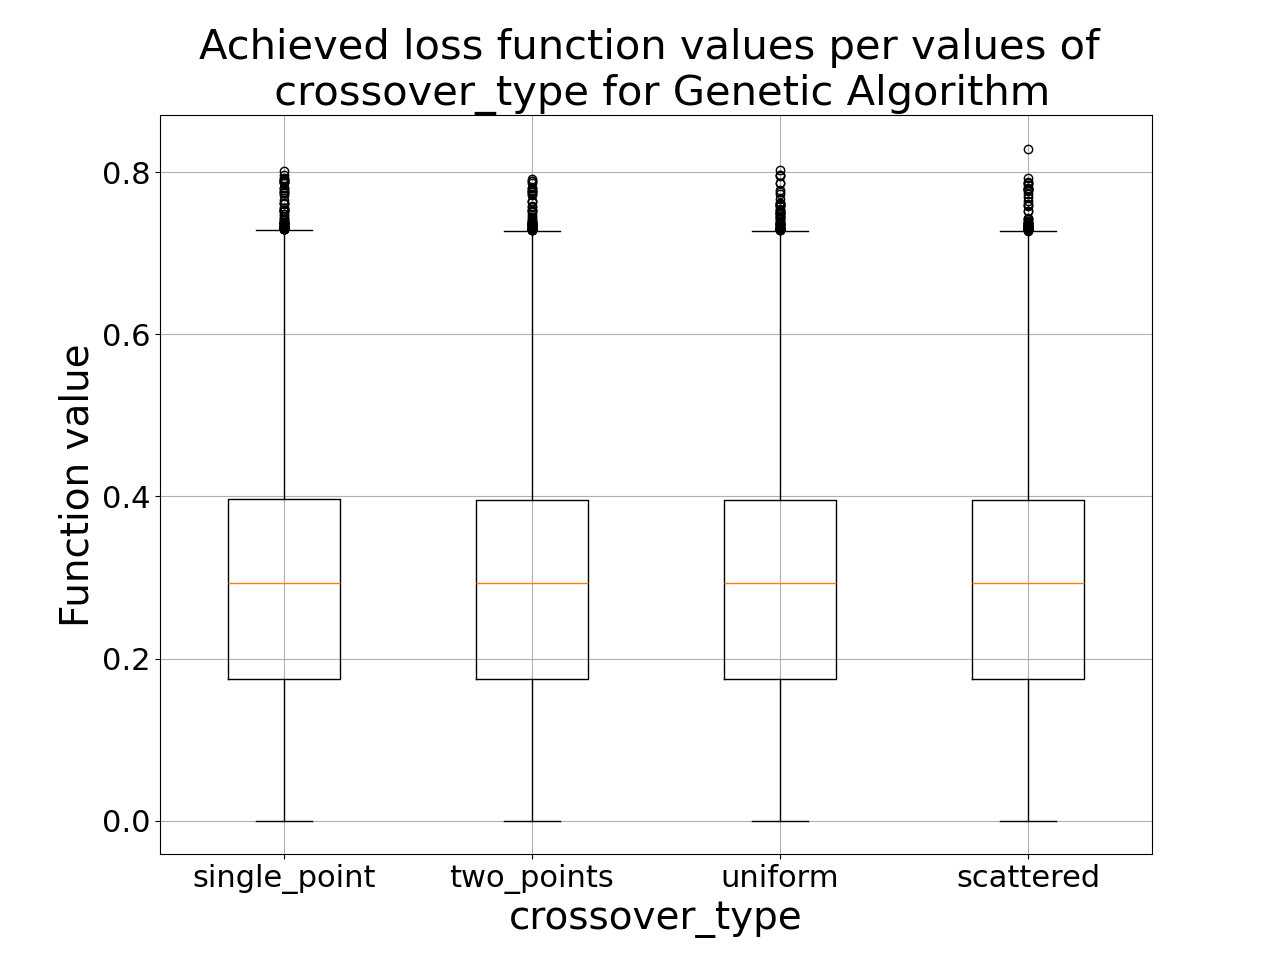 Achieved loss function values per values of
crossover_type for Genetic Algorithm
Function value
0.8
0.6
0.4
0.2
0.0
single_point two_points uniform scattered
crossover_type